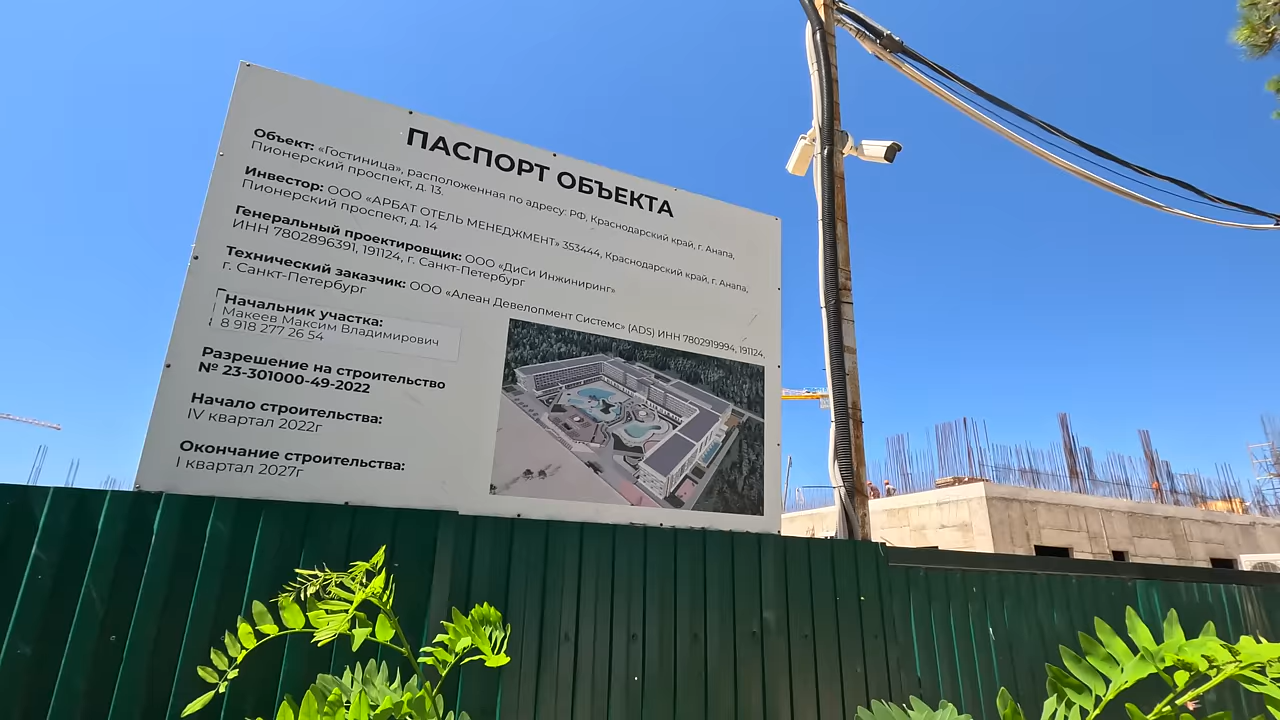 ПАСПОРТ ОБЪЕКТА
Объект: «Гостиница», расположенная по адресу: РФ, Краснодарский край, г. Анапа,
Пионерский проспект, д. 13.
Инвестор: ООО «АРБАТ ОТЕЛЬ МЕНЕДЖМЕНТ» 353444, Краснодарский край, г. Анапа,
Пионерский проспект, д. 14
Генеральный проектировщик: ООО «ДиСи Инжиниринг»
ИНН 7802896391, 191124, г. Санкт-Петербург
Технический заказчик: ООО «Алеан Девелопмент Системс» (ADS) ИНН 7802919994, 191124,
г. Санкт-Петербург
Начальник участка:
Макеев Максим Владимирович
8 918 277 26 54
Разрешение на строительство
№ 23-301000-49-2022
Начало строительства:
IV квартал 2022г
Окончание строительства:
I квартал 2027г